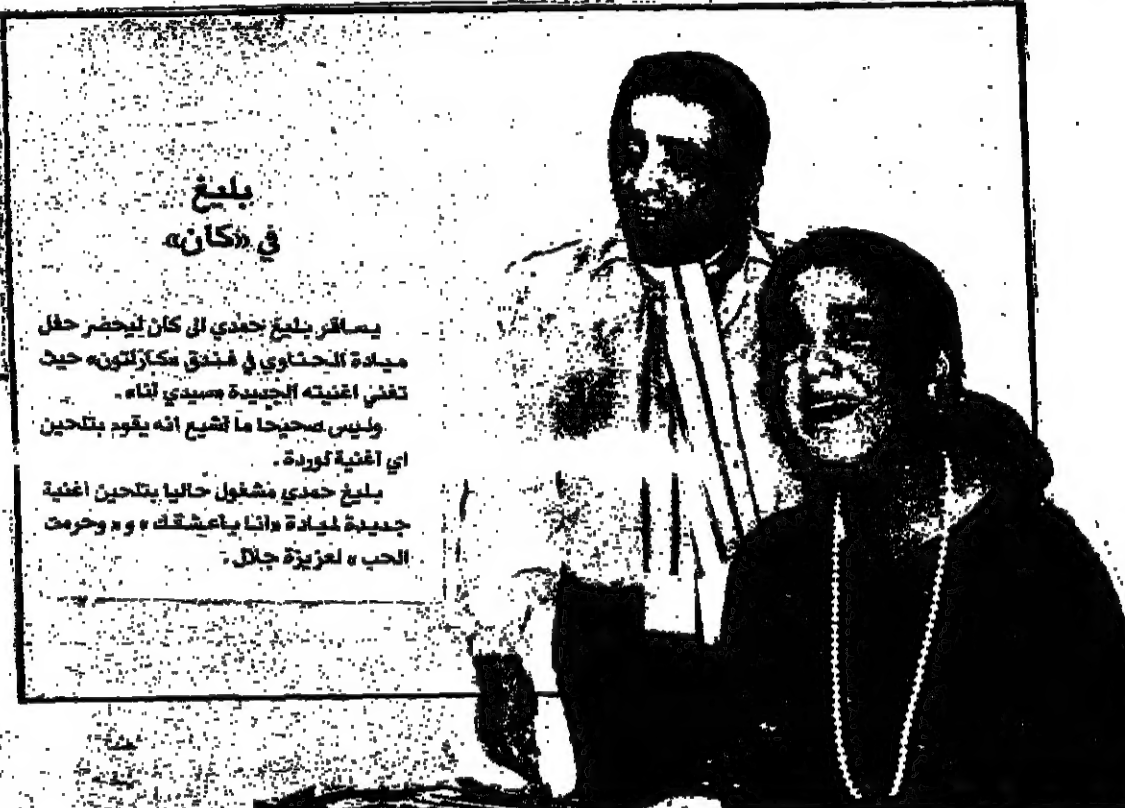 بليغ
في «كان»
يسافر بليغ حمدي الى كان ليحضر حفل
ميادة الحناوي في فندق «كارلتون» حيث
تغني اغنيته الجديدة «سيدي انا» .
وليس صحيحا ما اشيع انه يقوم بتلحين
اي اغنية لوردة .
بليغ حمدي مشغول حاليا بتلحين اغنية
جديدة لميادة «انا باعشقك» و« وحرمت
الحب » لعزيزة جلال .